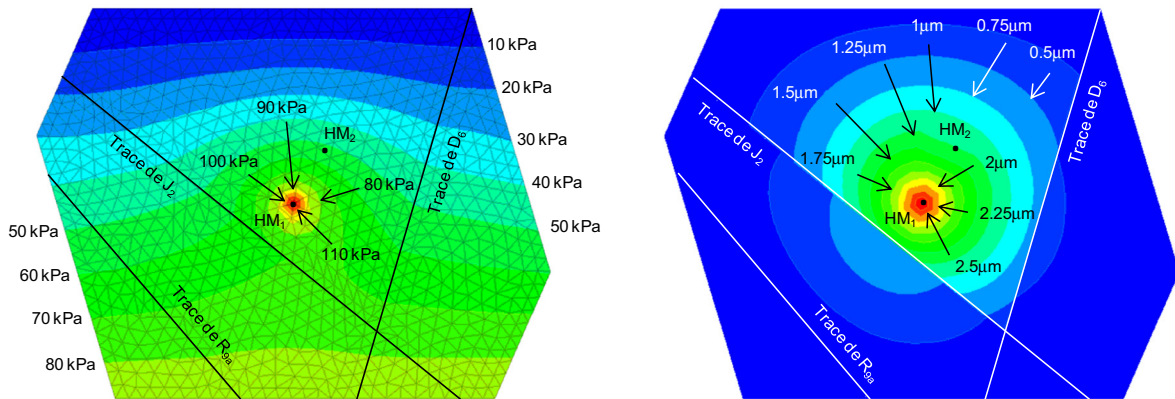 10 kPa
20 kPa
90 kPa
HM2
30 kPa
Trace de J2
Trace de D6
100 kPa
80 kPa
40 kPa
HM1
50 kPa
50 kPa
110 kPa
60 kPa
Trace de R9a
70 kPa
80 kPa
1µm
0.75µm
1.25µm
0.5µm
1.5µm
Trace de J2
HM2
Trace de D6
1.75µm
2µm
HM1
2.25µm
2.5µm
Trace de R9a